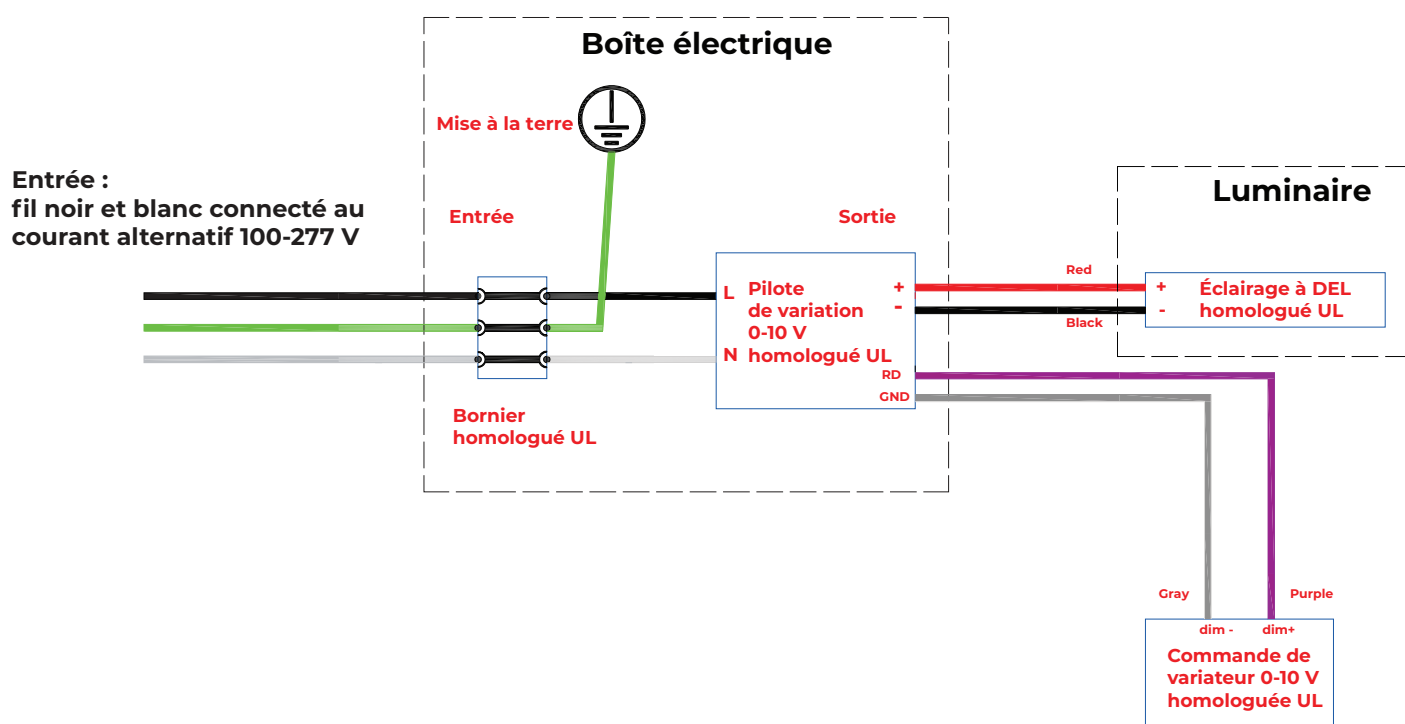 Boîte électrique
Mise à la terre
Entrée :
fil noir et blanc connecté au
courant alternatif 100-277 V
Entrée
Sortie
Luminaire
L
Pilote
de variation
0-10 V
homologué UL
N
+
-
RD
GND
Red
Black
+
-
Éclairage à DEL
homologué UL
Bornier
homologué UL
Gray
Purple
dim -
dim+
Commande de
variateur 0-10 V
homologuée UL